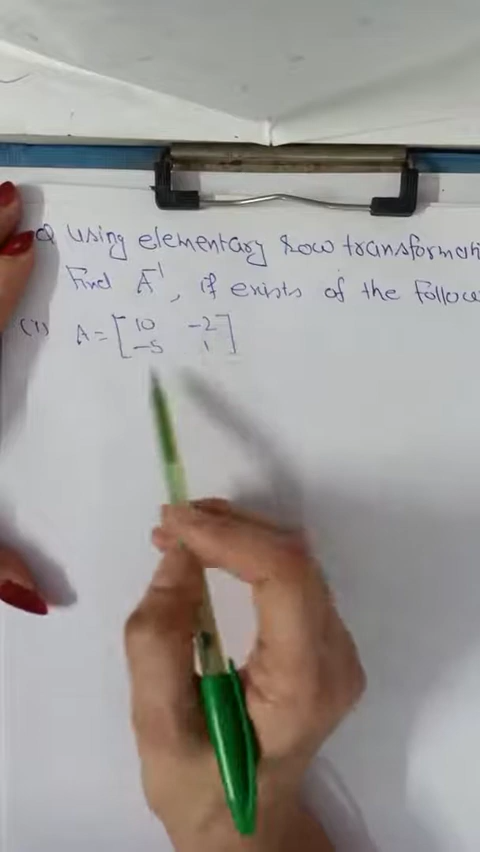 Q using elementary row transformati
Find A⁻¹, if exists of the follow
(1) A = [ 10 -2
-5 1 ]